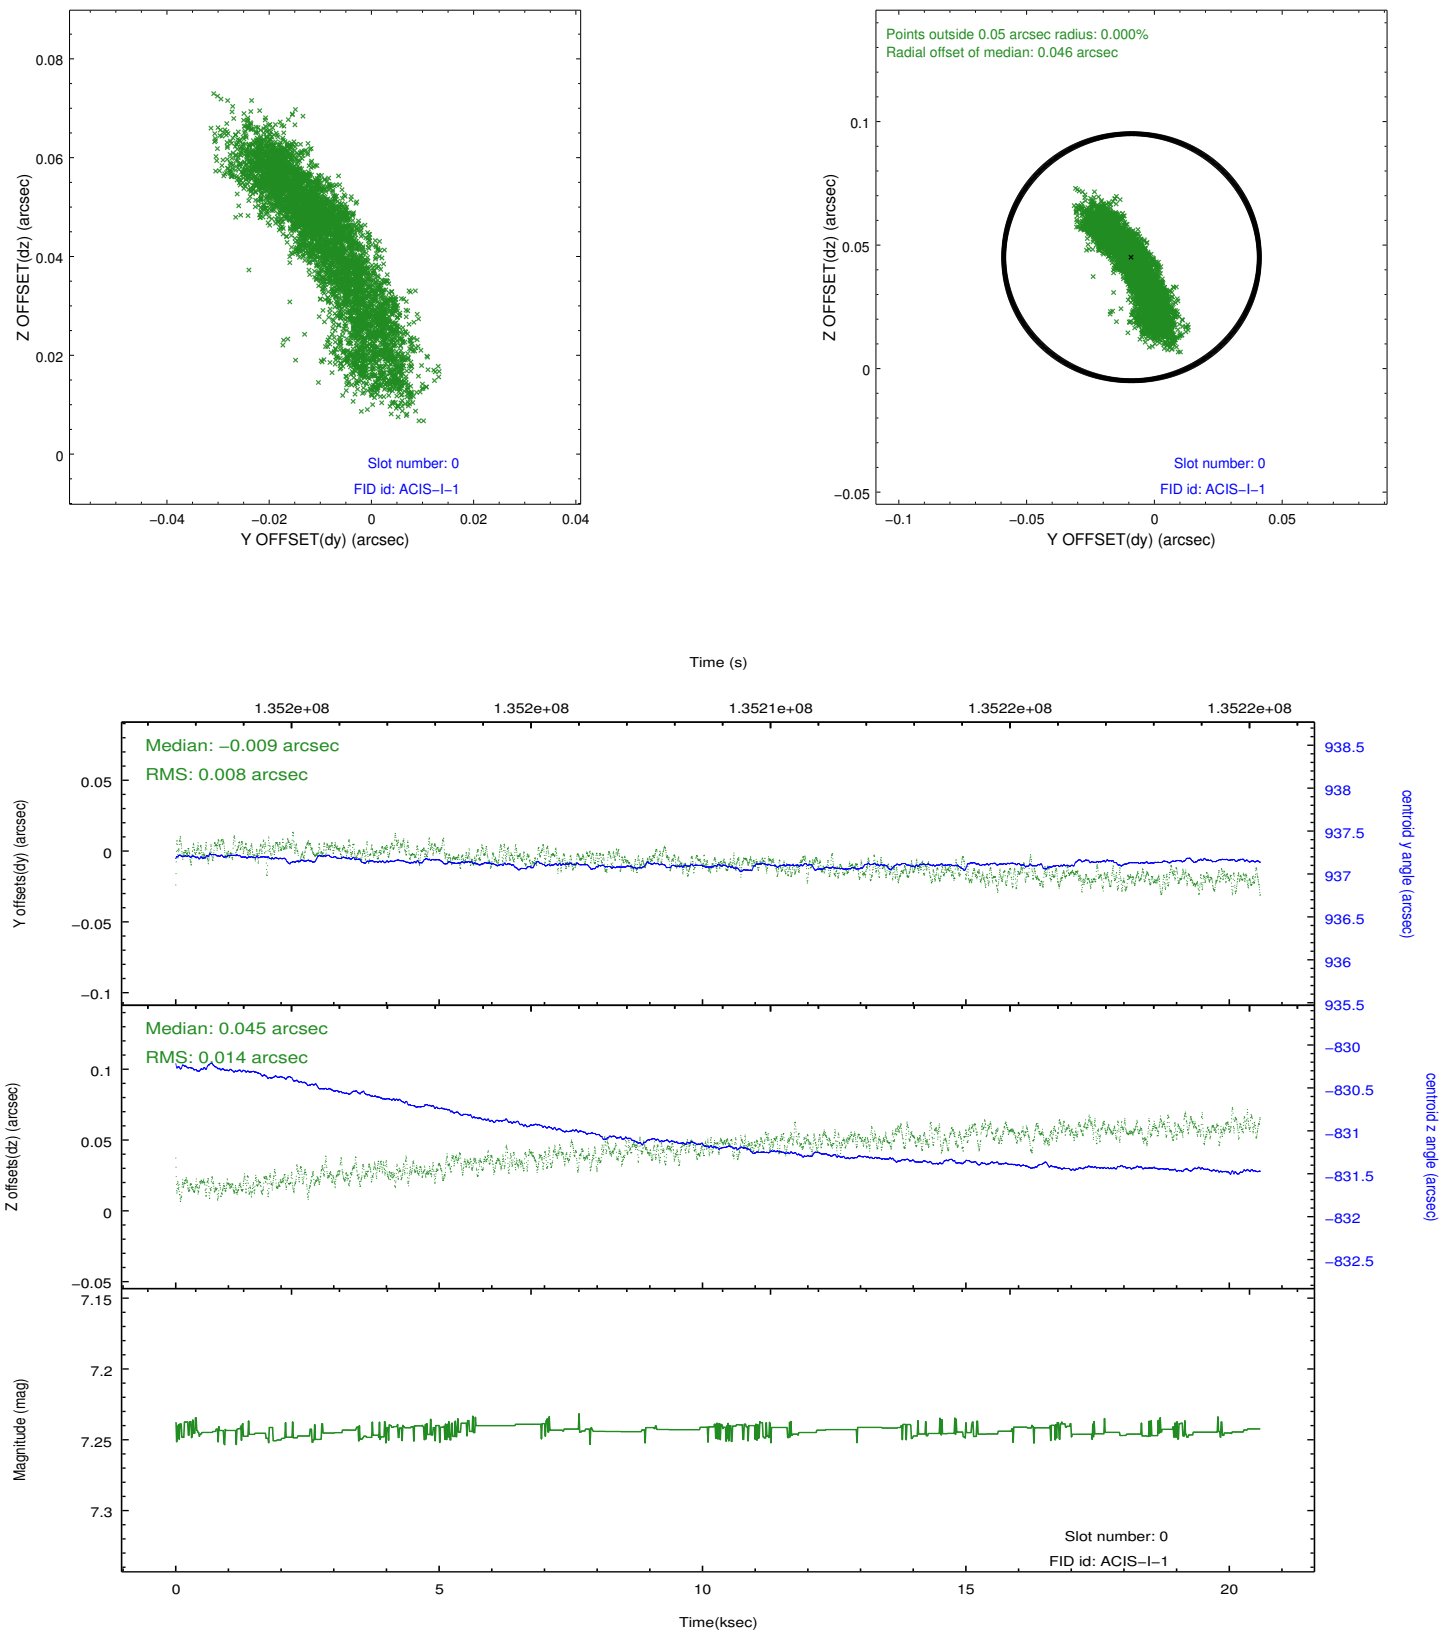 0.08
0.06
0.04
0.02
0
Z OFFSET(dz) (arcsec)
Slot number: 0
FID id: ACIS−I−1
−0.04
−0.02
0
0.02
0.04
Y OFFSET(dy) (arcsec)
Points outside 0.05 arcsec radius: 0.000%
Radial offset of median: 0.046 arcsec
0.1
0.05
0
−0.05
Z OFFSET(dz) (arcsec)
Slot number: 0
FID id: ACIS−I−1
−0.1
−0.05
0
0.05
Y OFFSET(dy) (arcsec)
Time (s)
1.352e+08
1.352e+08
1.3521e+08
1.3522e+08
1.3522e+08
Median: −0.009 arcsec
RMS: 0.008 arcsec
0.05
0
−0.05
−0.1
Y offsets(dy) (arcsec)
938.5
938
937.5
937
936.5
936
935.5
centroid y angle (arcsec)
Median: 0.045 arcsec
RMS: 0.014 arcsec
0.1
0.05
0
−0.05
Z offsets(dz) (arcsec)
−830
−830.5
−831
−831.5
−832
−832.5
centroid z angle (arcsec)
7.15
7.2
7.25
7.3
Magnitude (mag)
Slot number: 0
FID id: ACIS−I−1
0
5
10
15
20
Time(ksec)